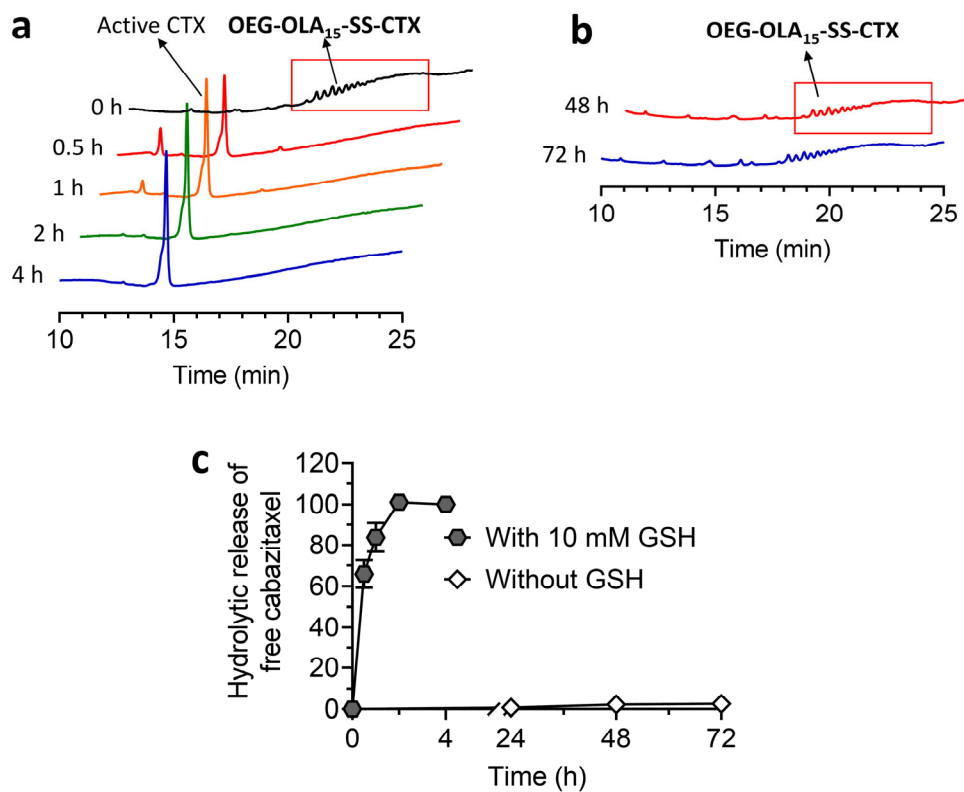 a
Active CTX
OEG-OLA15-SS-CTX
0 h
0.5 h
1 h
2 h
4 h
10 15 20 25
Time (min)
b
OEG-OLA15-SS-CTX
48 h
72 h
10 15 20 25
Time (min)
c
Hydrolytic release of
free cabazitaxel
120
100
80
60
40
20
0
With 10 mM GSH
Without GSH
0 4 24 48 72
Time (h)